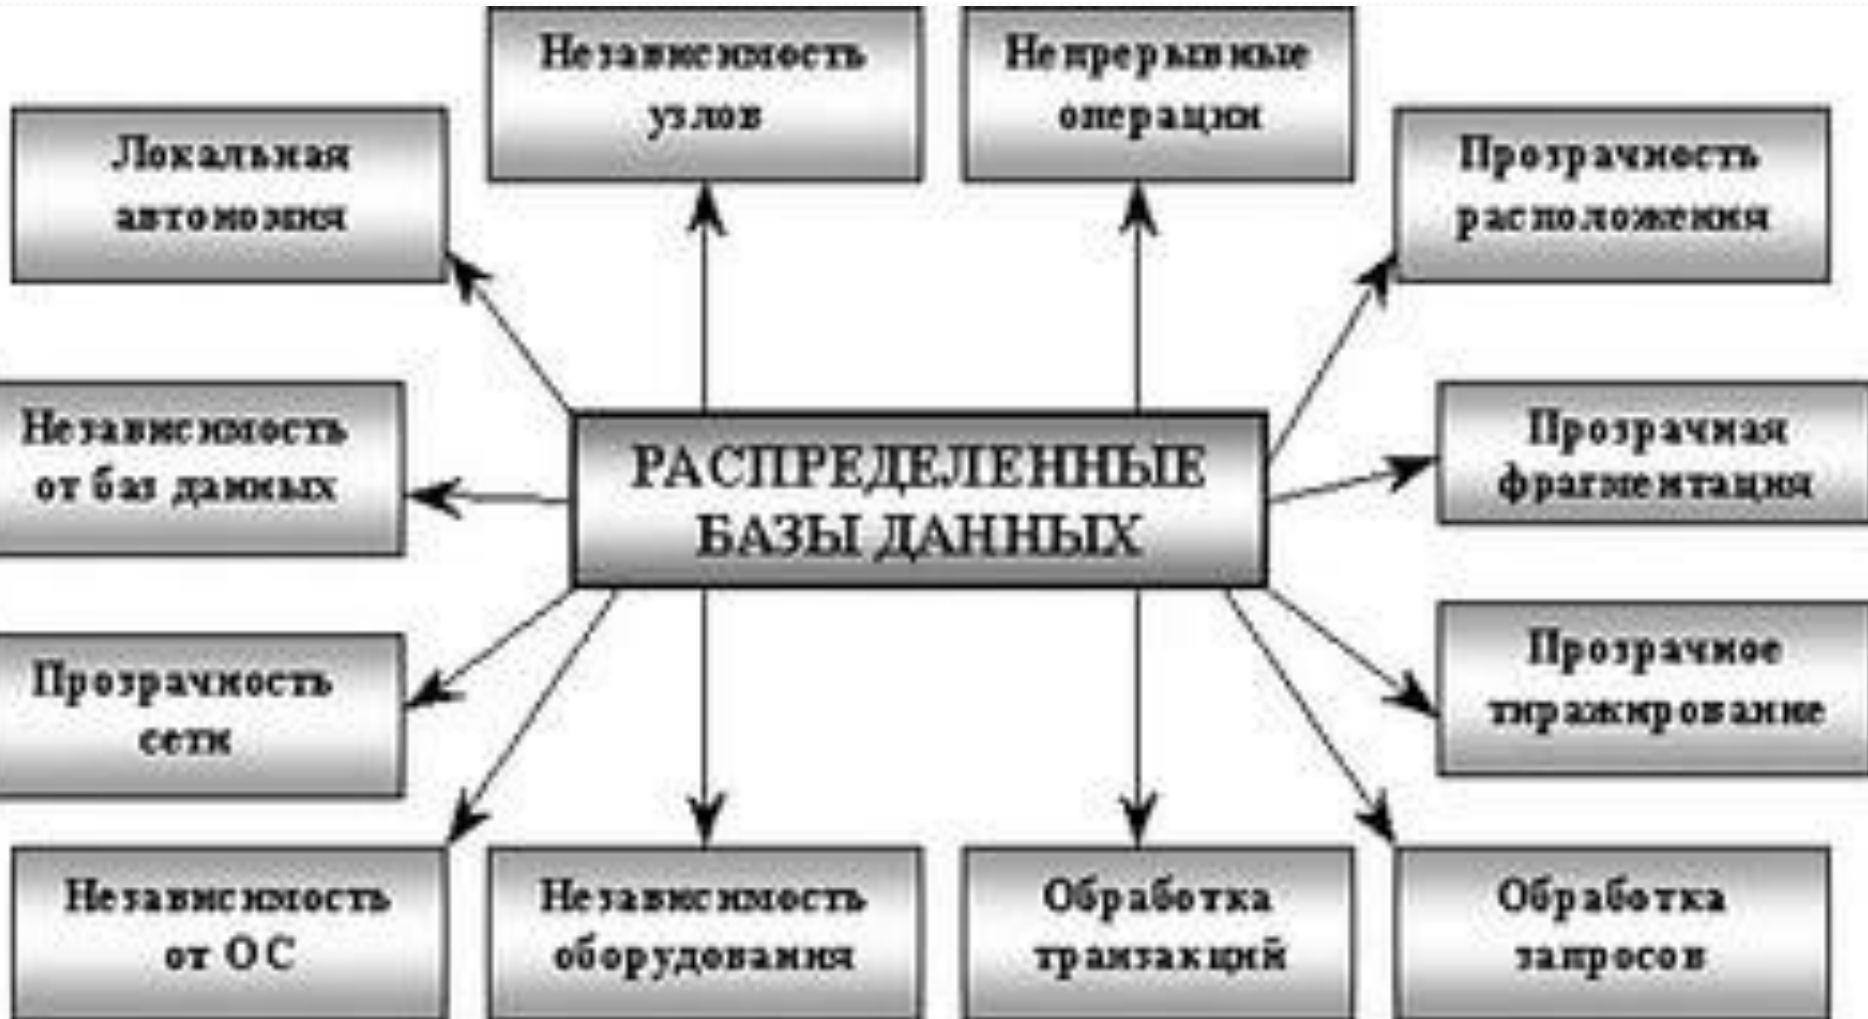 Независимость
узлов
Непрерывные
операции
Локальная
автономия
Прозрачность
расположения
Независимость
от баз данных
РАСПРЕДЕЛЕННЫЕ
БАЗЫ ДАННЫХ
Прозрачная
фрагментация
Прозрачность
сети
Прозрачное
тиражирование
Независимость
от ОС
Независимость
оборудования
Обработка
транзакций
Обработка
запросов